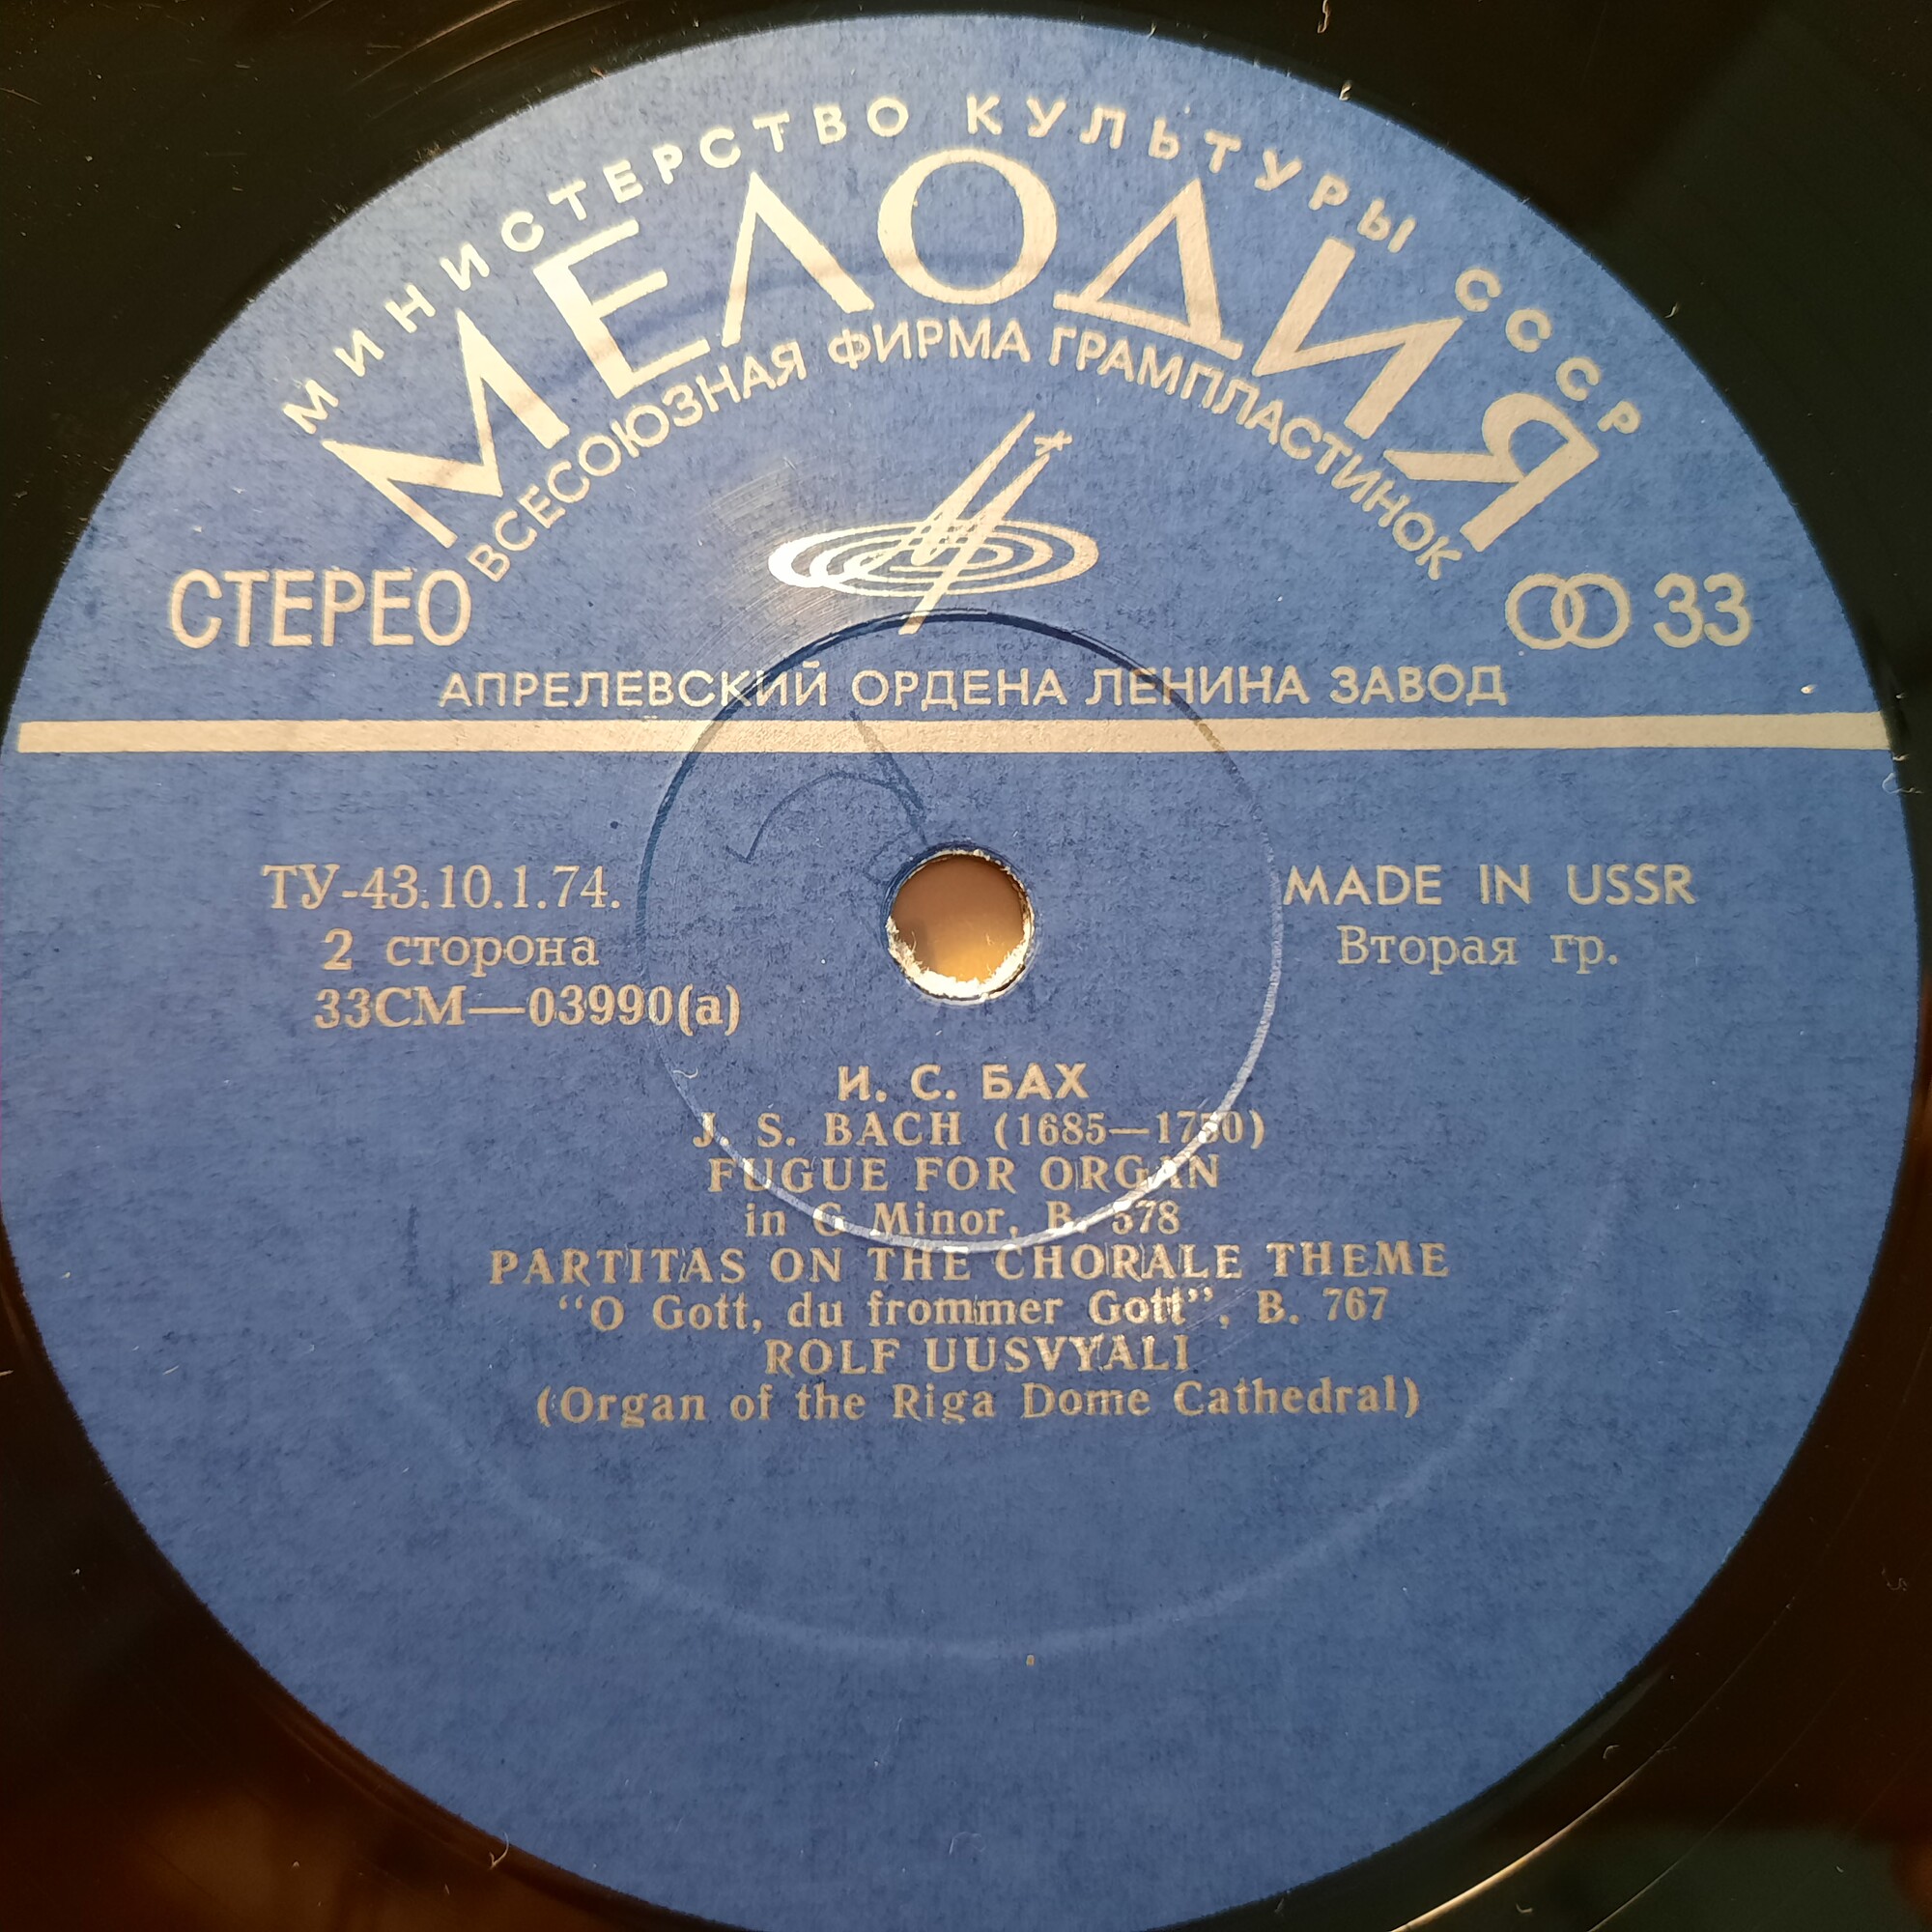 МИНИСТЕРСТВО КУЛЬТУРЫ СССР
МЕЛОДИЯ
ВСЕСОЮЗНАЯ ФИРМА ГРАМПЛАСТИНОК
СТЕРЕО
33
АПРЕЛЕВСКИЙ ОРДЕНА ЛЕНИНА ЗАВОД
ТУ-43.10.1.74.
MADE IN USSR
2 сторона
Вторая гр.
33СМ—03990(а)
И. С. БАХ
J. S. BACH (1685—1750)
FUGUE FOR ORGAN
in G Minor, B. 578
PARTITAS ON THE CHORALE THEME
“O Gott, du frommer Gott”, B. 767
ROLF UUSVYALI
(Organ of the Riga Dome Cathedral)